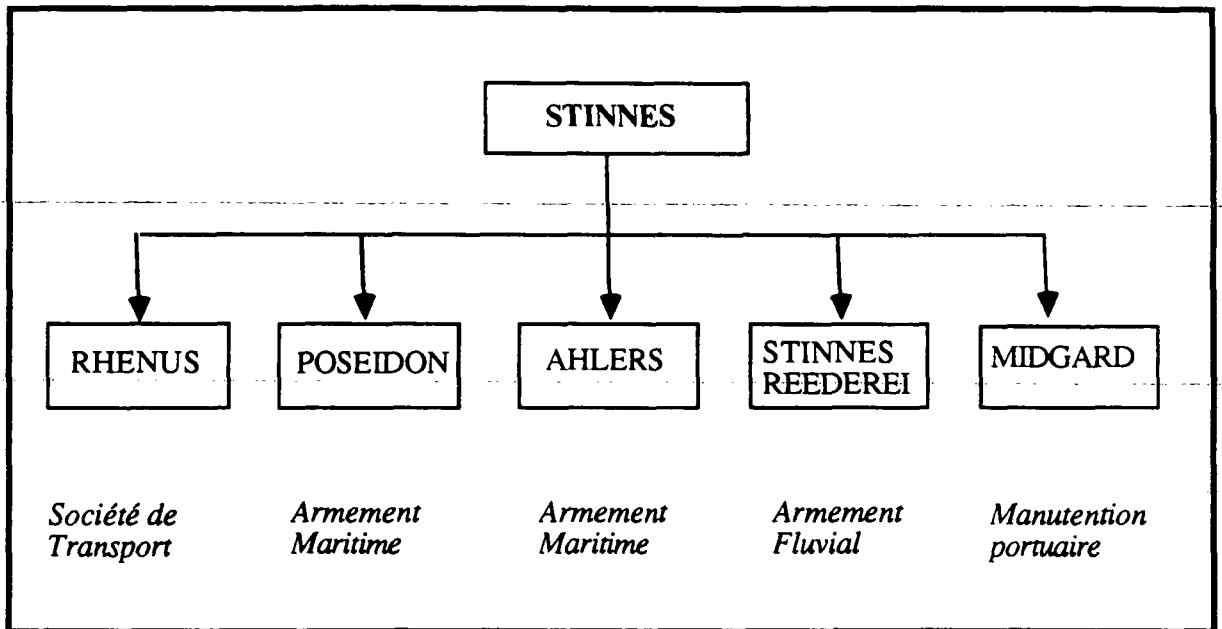 STINNES
RHENUS
POSEIDON
AHLERS
STINNES
REEDEREI
MIDGARD
Société de
Transport
Armement
Maritime
Armement
Maritime
Armement
Fluvial
Manutention
portuaire